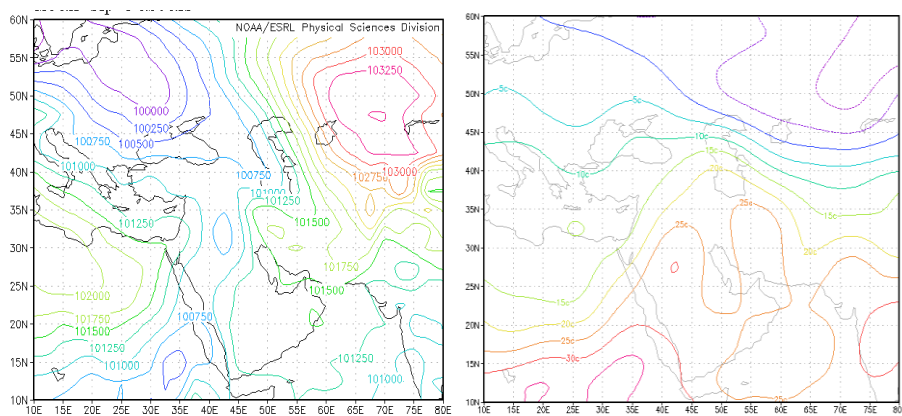 NOAA/ESRL Physical Sciences Division
60N
55N
50N
45N
40N
35N
30N
25N
20N
15N
10N
10E
15E
20E
25E
30E
35E
40E
45E
50E
55E
60E
65E
70E
75E
80E
103000
103250
100000
100250
100500
100750
101000
100750
103000
102750
101000
101250
101250
101500
101750
101500
102000
101750
101500
101250
101000
100750
101250
101000
60N
55N
50N
45N
40N
35N
30N
25N
20N
15N
10N
10E
15E
20E
25E
30E
35E
40E
45E
50E
55E
60E
65E
70E
75E
5c
5c
10c
10c
15c
15c
20c
25c
25c
15c
20c
25c
30c
25c